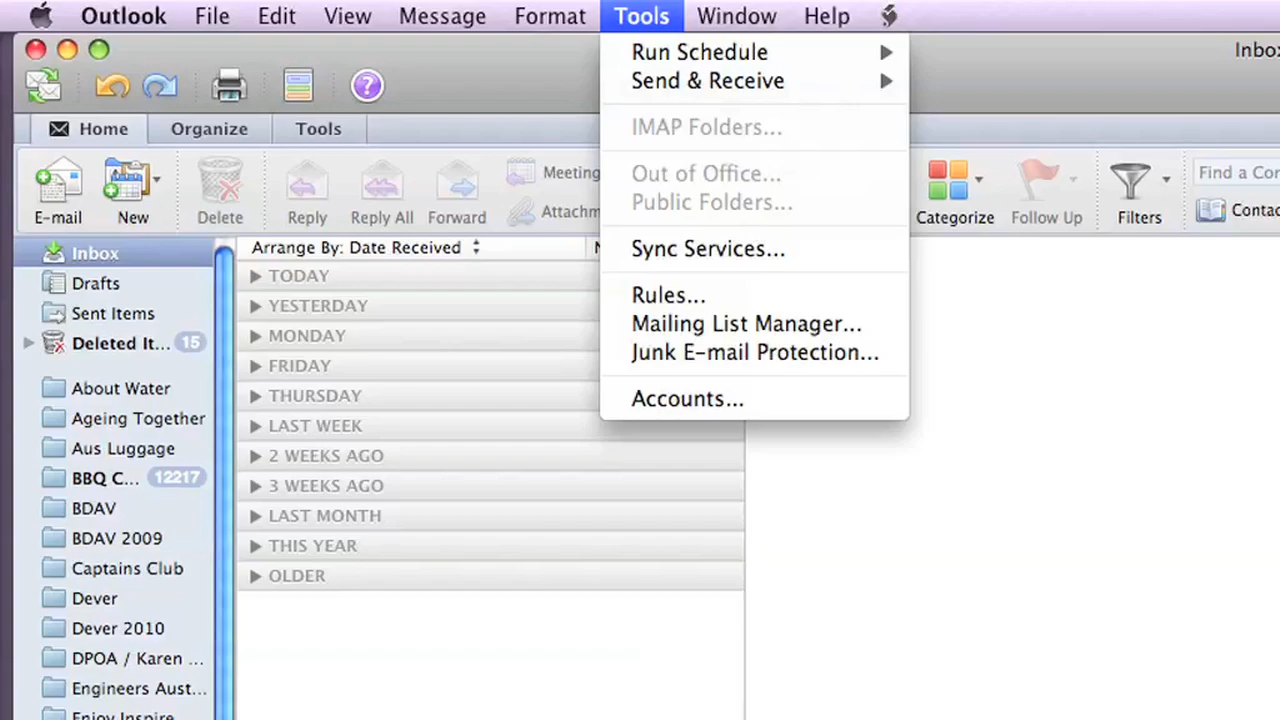 Outlook File Edit View Message Format Tools Window Help
Inbo
Run Schedule
Send & Receive
IMAP Folders...
Out of Office...
Public Folders...
Sync Services...
Rules...
Mailing List Manager...
Junk E-mail Protection...
Accounts...
Home Organize Tools
E-mail New Delete Reply Reply All Forward
Meeting
Attachm
Categorize Follow Up Filters
Find a Co
Contac
Arrange By: Date Received
TODAY
YESTERDAY
MONDAY
FRIDAY
THURSDAY
LAST WEEK
2 WEEKS AGO
3 WEEKS AGO
LAST MONTH
THIS YEAR
OLDER
Inbox
Drafts
Sent Items
Deleted It... 15
About Water
Ageing Together
Aus Luggage
BBQ C... 12217
BDAV
BDAV 2009
Captains Club
Dever
Dever 2010
DPOA / Karen ...
Engineers Aust...
Enjoy Inspire